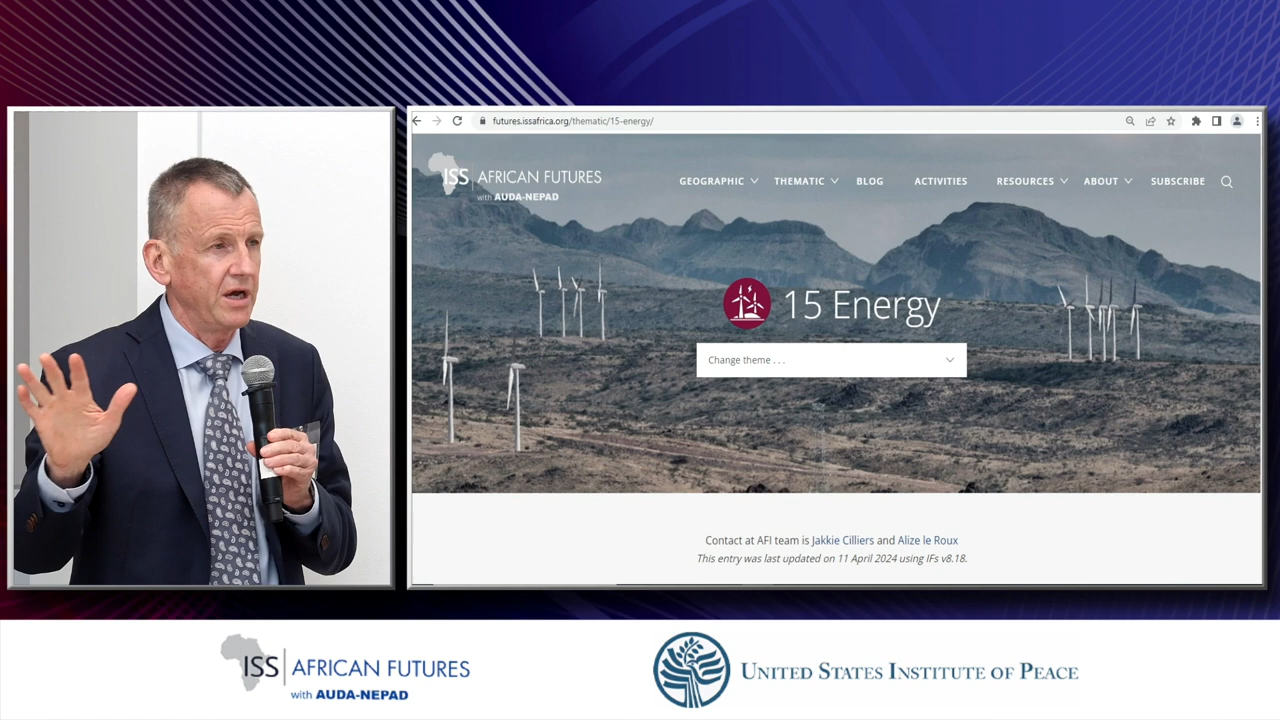 futures.issafrica.org/thematic/15-energy/
ISS AFRICAN FUTURES
with AUDA-NEPAD
GEOGRAPHIC THEMATIC BLOG ACTIVITIES RESOURCES ABOUT SUBSCRIBE
15 Energy
Change theme . . .
Contact at AFI team is Jakkie Cilliers and Alize le Roux
This entry was last updated on 11 April 2024 using IFs v8.18.
ISS AFRICAN FUTURES
with AUDA-NEPAD
UNITED STATES INSTITUTE OF PEACE